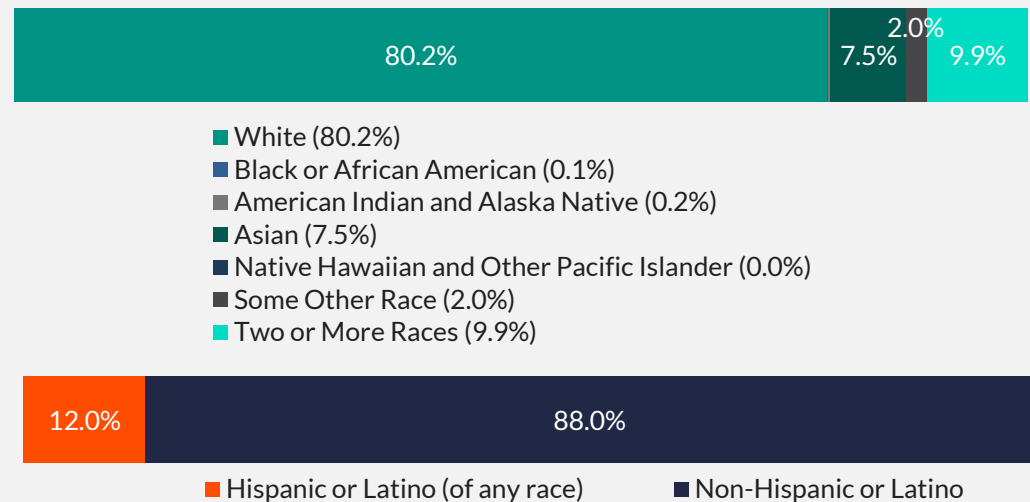 2.0%
80.2% 7.5% 9.9%
White (80.2%)
Black or African American (0.1%)
American Indian and Alaska Native (0.2%)
Asian (7.5%)
Native Hawaiian and Other Pacific Islander (0.0%)
Some Other Race (2.0%)
Two or More Races (9.9%)
12.0% 88.0%
Hispanic or Latino (of any race) Non-Hispanic or Latino